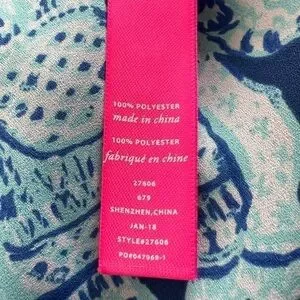 100% POLYESTER
made in china
100% POLYESTER
fabriqué en chine
27606
679
SHENZHEN,CHINA
JAN-18
STYLE#27606
PO#047968-1